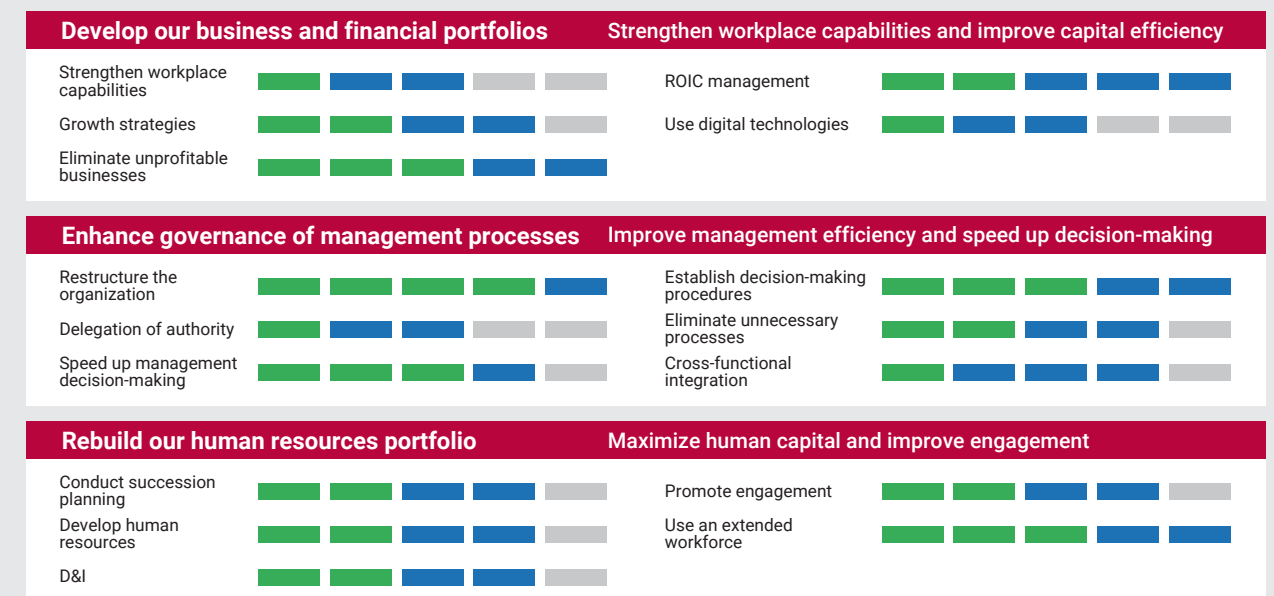 Develop our business and financial portfolios
Strengthen workplace capabilities and improve capital efficiency
Strengthen workplace
capabilities
Growth strategies
Eliminate unprofitable
businesses
ROIC management
Use digital technologies
Enhance governance of management processes
Improve management efficiency and speed up decision-making
Restructure the
organization
Delegation of authority
Speed up management
decision-making
Establish decision-making
procedures
Eliminate unnecessary
processes
Cross-functional
integration
Rebuild our human resources portfolio
Maximize human capital and improve engagement
Conduct succession
planning
Develop human
resources
D&I
Promote engagement
Use an extended
workforce